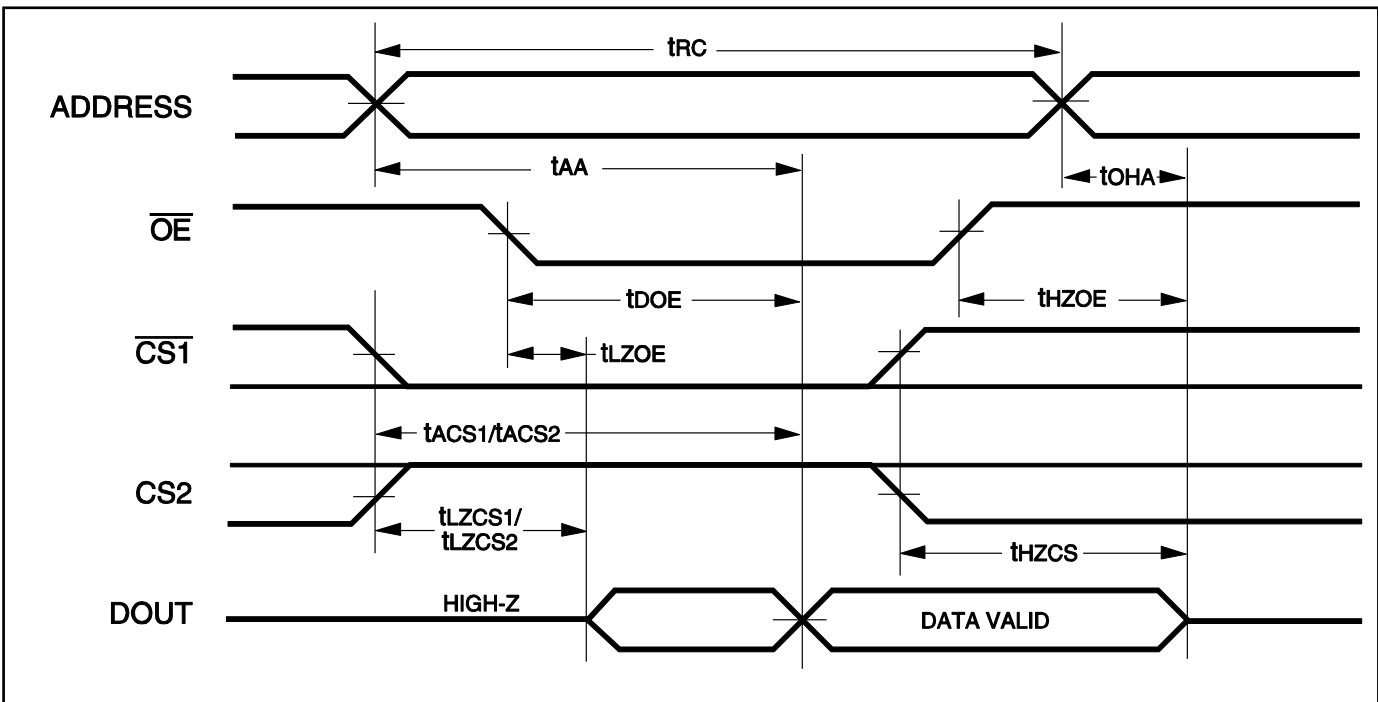 tRC
ADDRESS
tAA
tOHA
OE
tDOE
tHZOE
CS1
tLZOE
tACS1/tACS2
CS2
tLZCS1/
tLZCS2
tHZCS
HIGH-Z
DOUT
DATA VALID